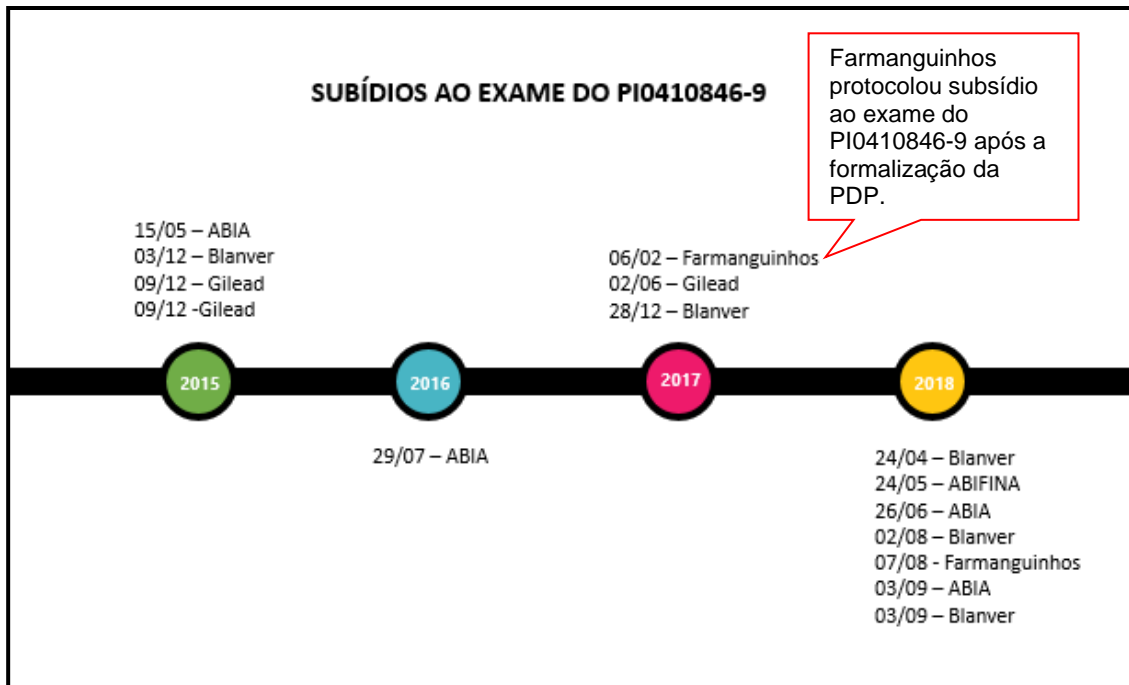 SUBÍDIOS AO EXAME DO PI0410846-9
Farmanguinhos
protocolou subsídio
ao exame do
PI0410846-9 após a
formalização da
PDP.
15/05 – ABIA
03/12 – Blanver
09/12 – Gilead
09/12 -Gilead
06/02 – Farmanguinhos
02/06 – Gilead
28/12 – Blanver
2015
2016
2017
2018
29/07 – ABIA
24/04 – Blanver
24/05 – ABIFINA
26/06 – ABIA
02/08 – Blanver
07/08 - Farmanguinhos
03/09 – ABIA
03/09 – Blanver